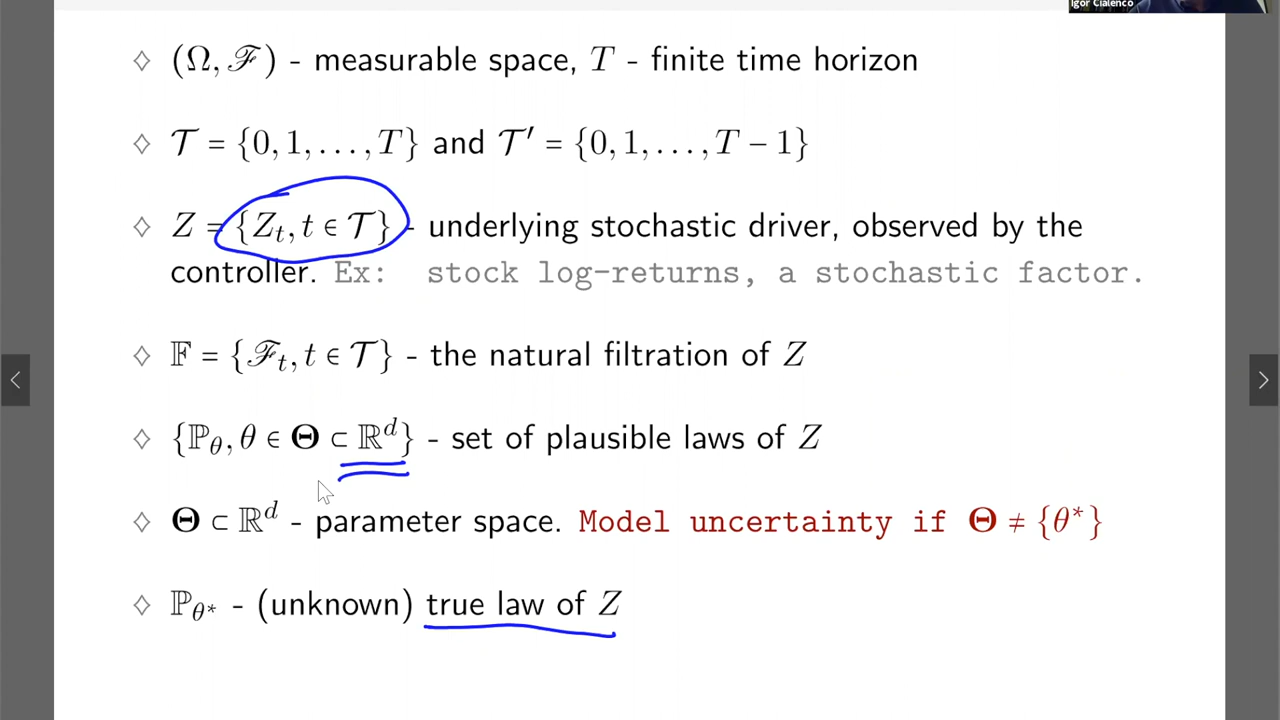 Igor Cialenco
◇ (Ω, ℱ) - measurable space, T - finite time horizon
◇ 𝒯 = {0, 1, …, T} and 𝒯′ = {0, 1, …, T − 1}
◇ Z = {Z_t, t ∈ 𝒯} - underlying stochastic driver, observed by the
controller. Ex: stock log-returns, a stochastic factor.
◇ 𝔽 = {ℱ_t, t ∈ 𝒯} - the natural filtration of Z
◇ {ℙ_θ, θ ∈ Θ ⊂ ℝ^d} - set of plausible laws of Z
◇ Θ ⊂ ℝ^d - parameter space. Model uncertainty if Θ ≠ {θ*}
◇ ℙ_θ* - (unknown) true law of Z